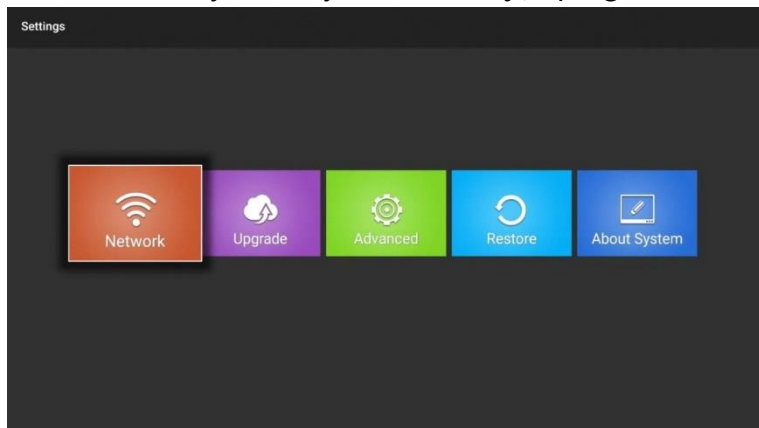 Settings
Network
Upgrade
Advanced
Restore
About System